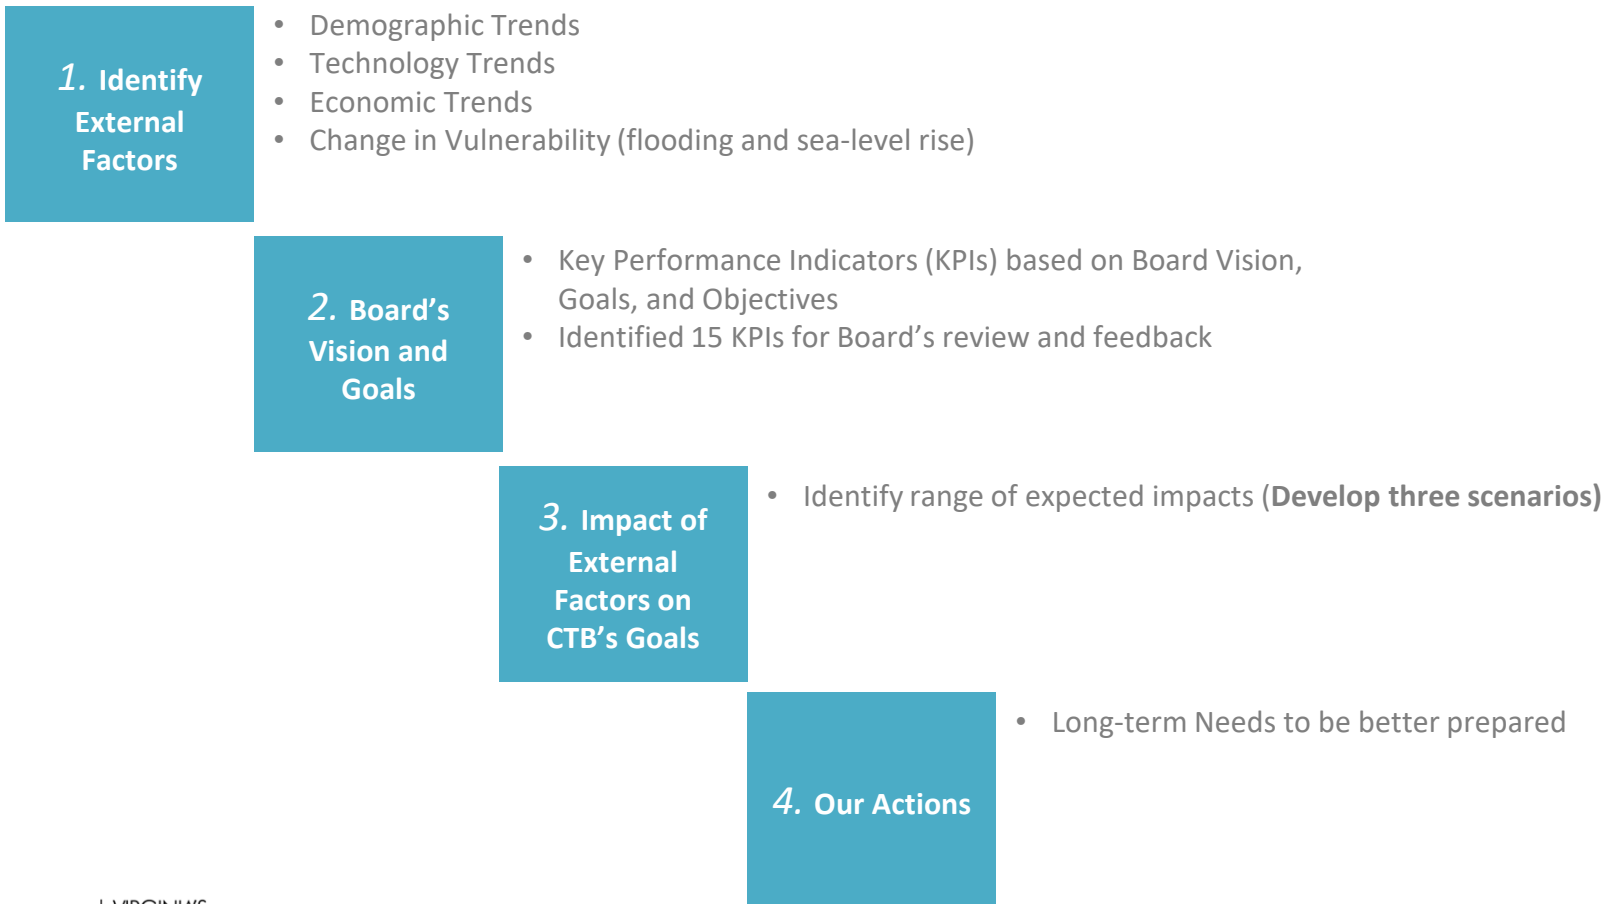 1. Identify
External
Factors
• Demographic Trends
• Technology Trends
• Economic Trends
• Change in Vulnerability (flooding and sea-level rise)
2. Board’s
Vision and
Goals
• Key Performance Indicators (KPIs) based on Board Vision,
Goals, and Objectives
• Identified 15 KPIs for Board’s review and feedback
3. Impact of
External
Factors on
CTB’s Goals
• Identify range of expected impacts (Develop three scenarios)
4. Our Actions
• Long-term Needs to be better prepared